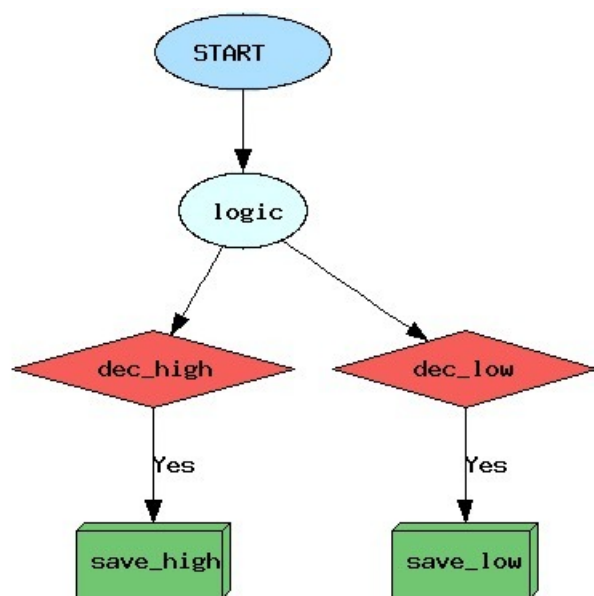 START
logic
dec_high
dec_low
Yes
Yes
save_high
save_low